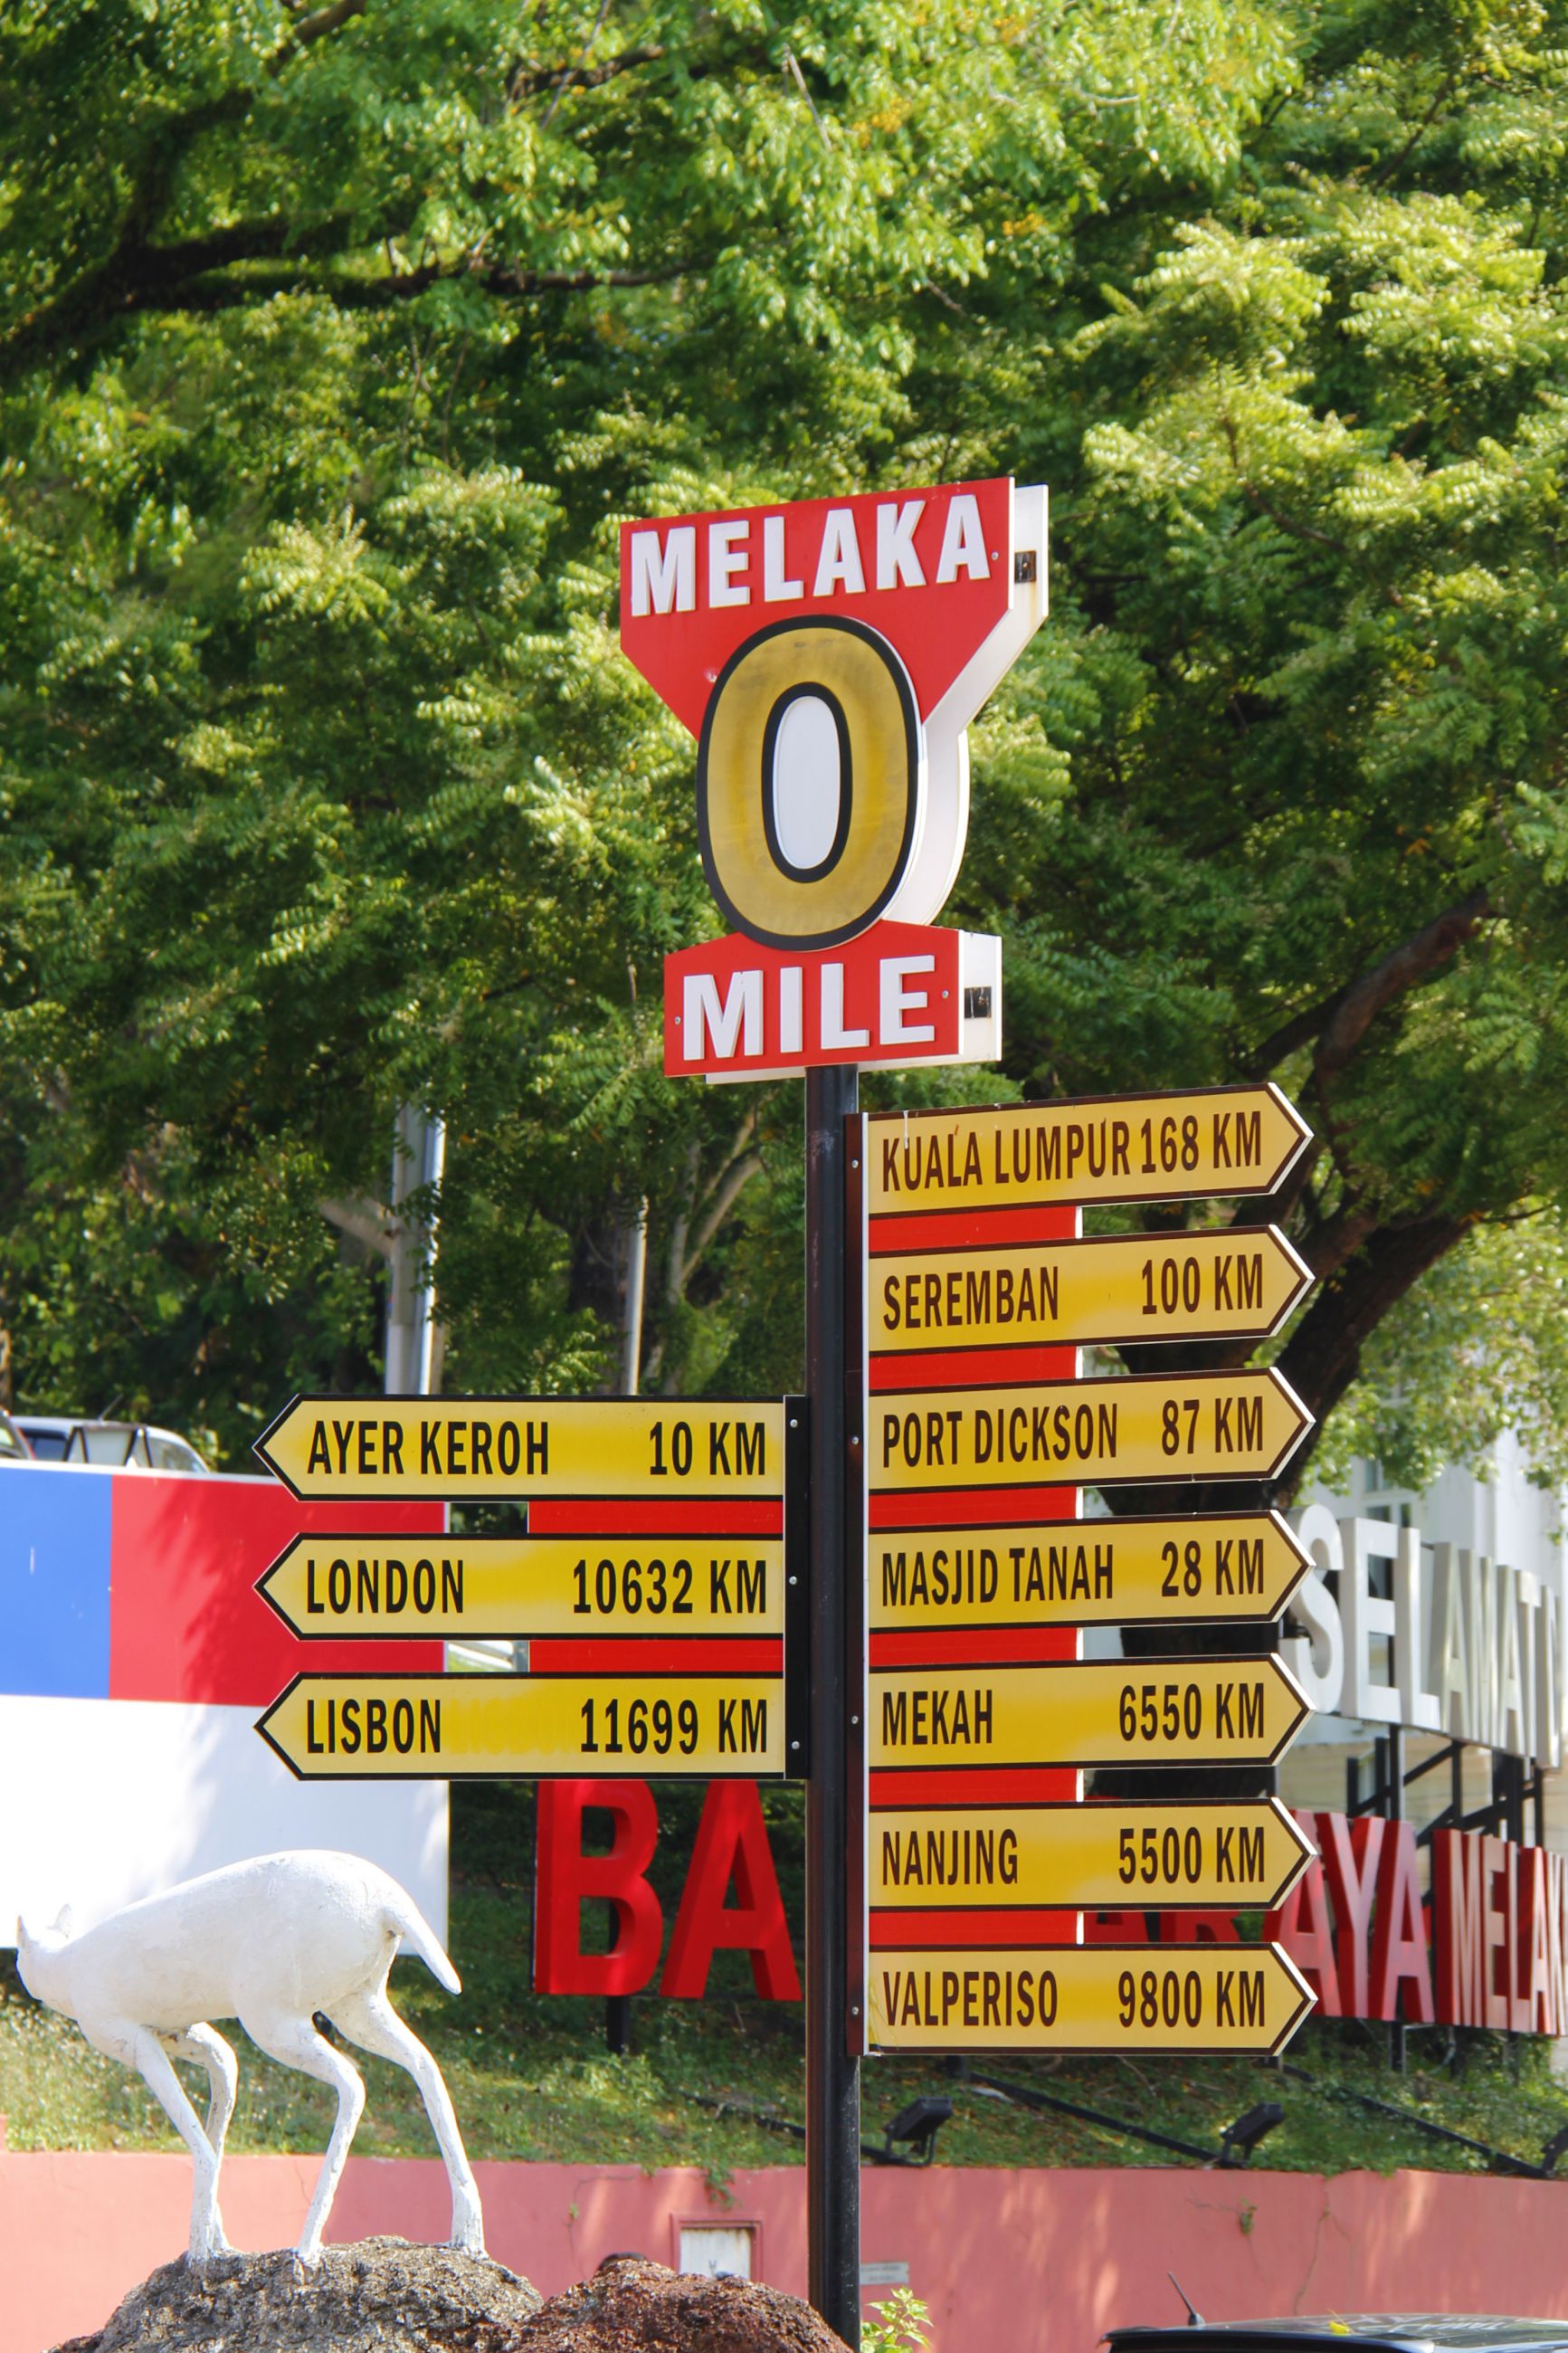 MELAKA
0
MILE
KUALA LUMPUR 168 KM
SEREMBAN 100 KM
PORT DICKSON 87 KM
MASJID TANAH 28 KM
MEKAH 6550 KM
NANJING 5500 KM
VALPERISO 9800 KM
AYER KEROH 10 KM
LONDON 10632 KM
LISBON 11699 KM